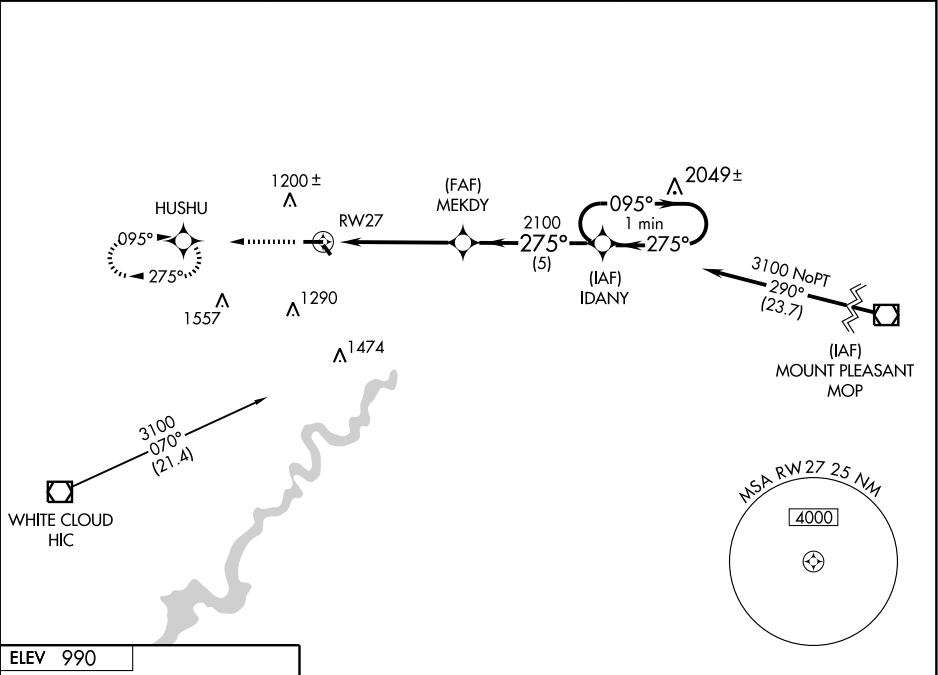 1200 ±
HUSHU
095°
275°
RW27
(FAF)
MEKDY
2100
275°
(5)
095°
1 min
275°
2049 ±
(IAF)
IDANY
3100 NoPT
290°
(23.7)
(IAF)
MOUNT PLEASANT
MOP
1557
1290
1474
3100
070°
(21.4)
WHITE CLOUD
HIC
MSA RW 27 25 NM
4000
ELEV 990